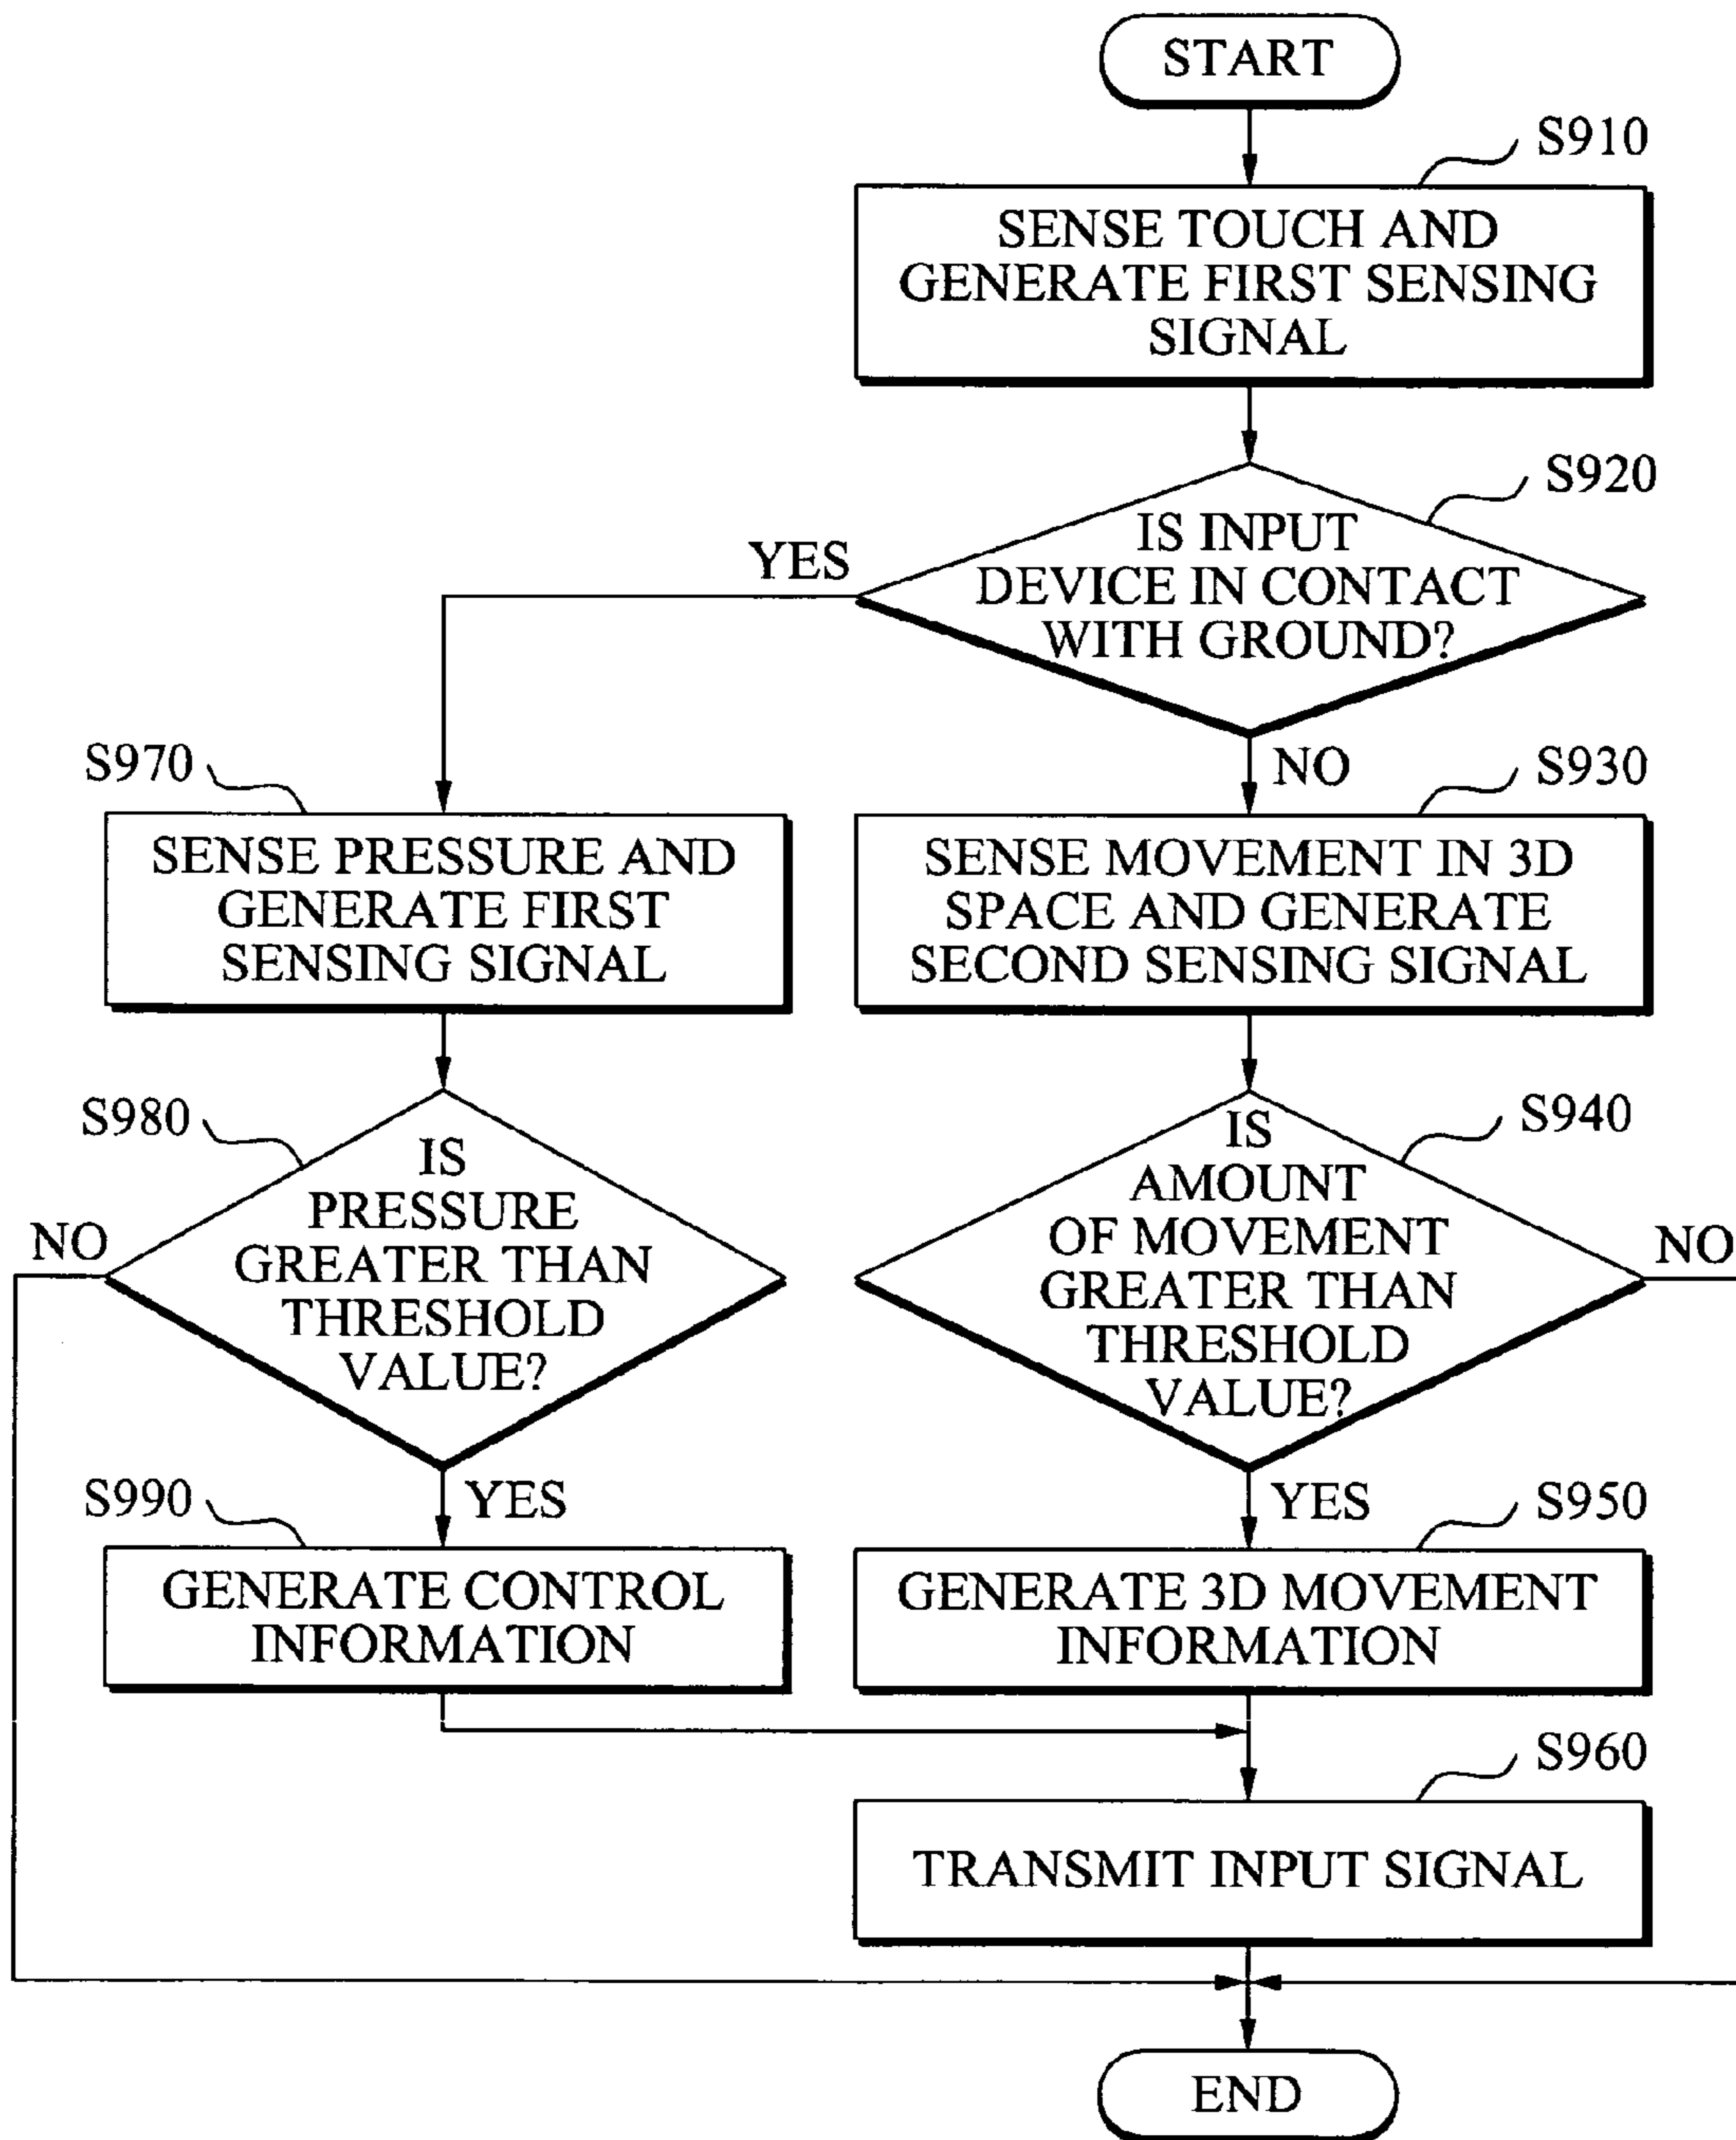 START
S910
SENSE TOUCH AND
GENERATE FIRST SENSING
SIGNAL
S920
IS INPUT
DEVICE IN CONTACT
WITH GROUND?
YES
NO
S970
SENSE PRESSURE AND
GENERATE FIRST
SENSING SIGNAL
S930
SENSE MOVEMENT IN 3D
SPACE AND GENERATE
SECOND SENSING SIGNAL
S980
IS
PRESSURE
GREATER THAN
THRESHOLD
VALUE?
NO
YES
S940
IS
AMOUNT
OF MOVEMENT
GREATER THAN
THRESHOLD
VALUE?
NO
YES
S990
GENERATE CONTROL
INFORMATION
S950
GENERATE 3D MOVEMENT
INFORMATION
S960
TRANSMIT INPUT SIGNAL
END